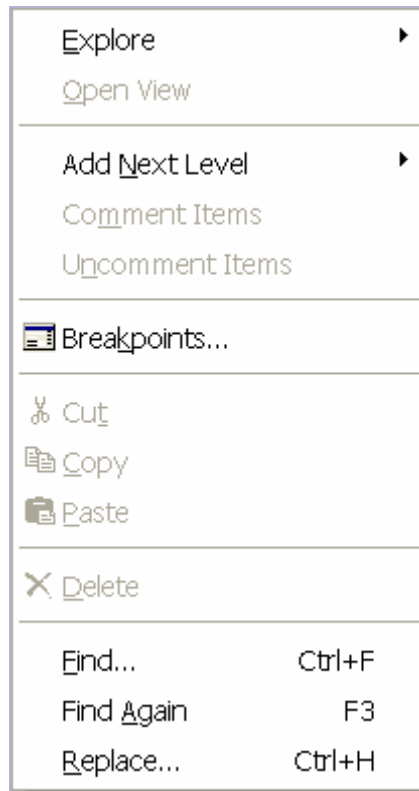 Explore
Open View
Add Next Level
Comment Items
Uncomment Items
Breakpoints...
Cut
Copy
Paste
Delete
Find... Ctrl+F
Find Again F3
Replace... Ctrl+H